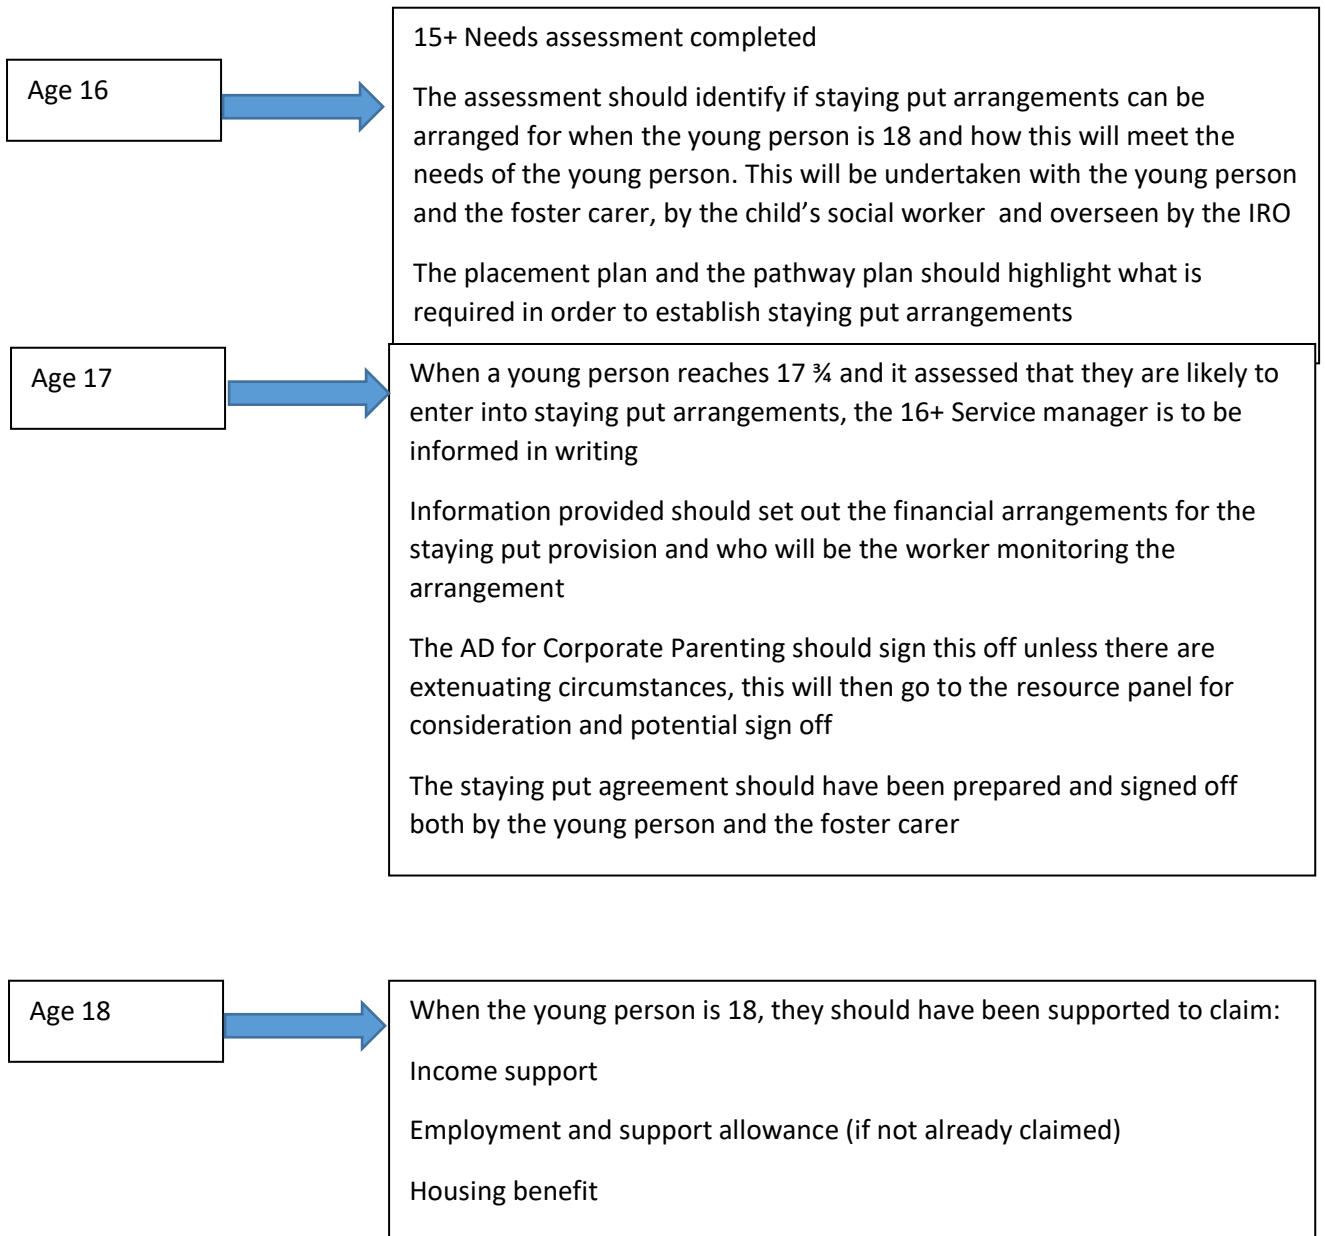 Age 16
15+ Needs assessment completed
The assessment should identify if staying put arrangements can be
arranged for when the young person is 18 and how this will meet the
needs of the young person. This will be undertaken with the young person
and the foster carer, by the child’s social worker  and overseen by the IRO
The placement plan and the pathway plan should highlight what is
required in order to establish staying put arrangements
Age 17
When a young person reaches 17 ¾ and it assessed that they are likely to
enter into staying put arrangements, the 16+ Service manager is to be
informed in writing
Information provided should set out the financial arrangements for the
staying put provision and who will be the worker monitoring the
arrangement
The AD for Corporate Parenting should sign this off unless there are
extenuating circumstances, this will then go to the resource panel for
consideration and potential sign off
The staying put agreement should have been prepared and signed off
both by the young person and the foster carer
Age 18
When the young person is 18, they should have been supported to claim:
Income support
Employment and support allowance (if not already claimed)
Housing benefit